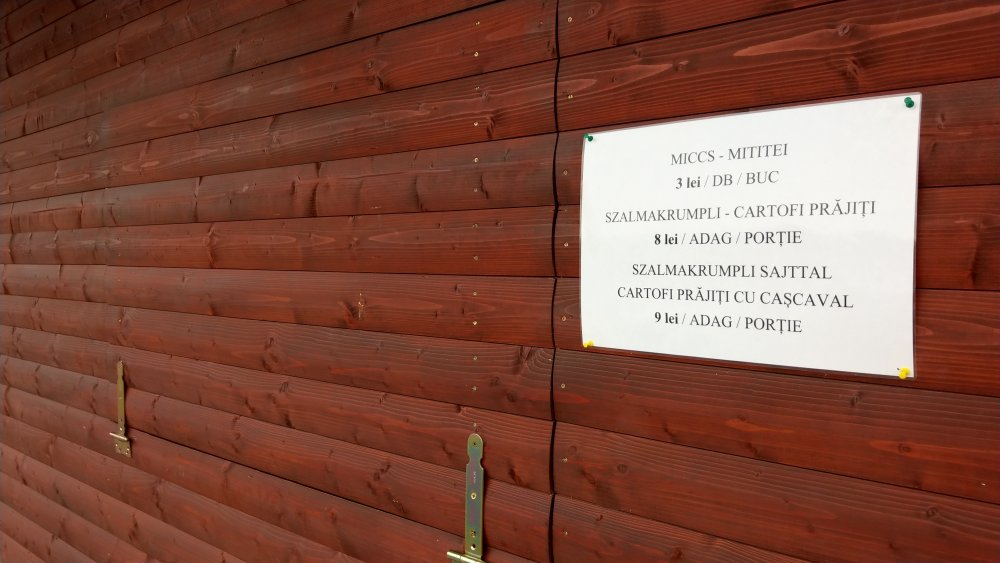 MICCS - MITITEI
3 lei / DB / BUC
SZALMAKRUMPLI - CARTOFI PRĂJIȚI
8 lei / ADAG / PORȚIE
SZALMAKRUMPLI SAJTTAL
CARTOFI PRĂJIȚI CU CAȘCAVAL
9 lei / ADAG / PORȚIE